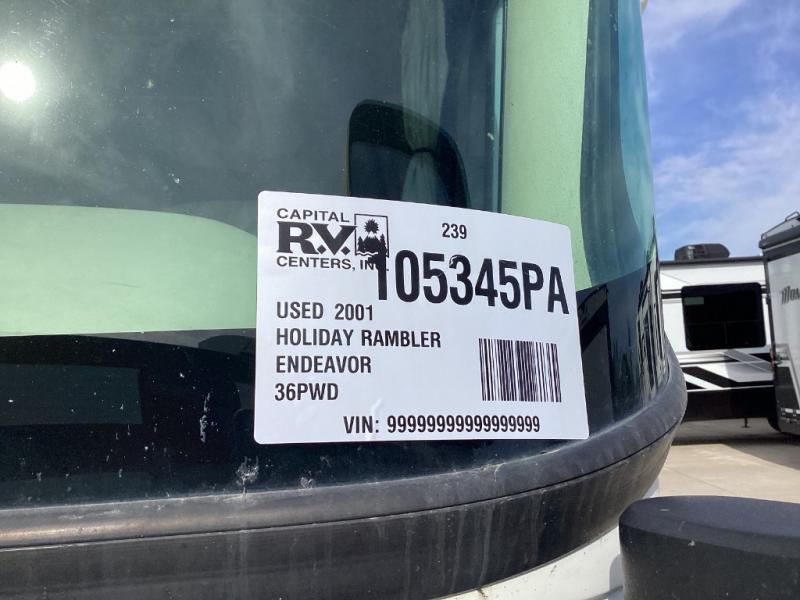 CAPITAL
R.V.
CENTERS, INC.
239
105345PA
USED 2001
HOLIDAY RAMBLER
ENDEAVOR
36PWD
VIN: 99999999999999999